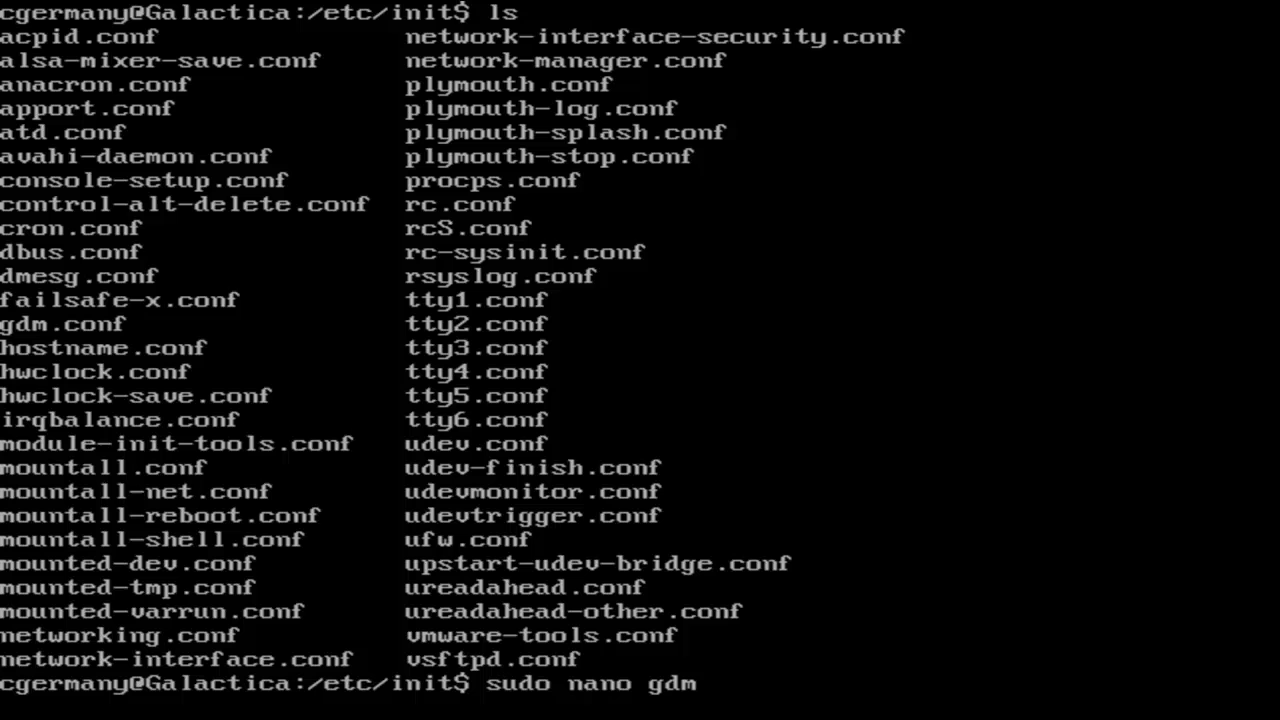 cgermany@Galactica:/etc/init$ ls
acpid.conf network-interface-security.conf
alsa-mixer-save.conf network-manager.conf
anacron.conf plymouth.conf
apport.conf plymouth-log.conf
atd.conf plymouth-splash.conf
avahi-daemon.conf plymouth-stop.conf
console-setup.conf procps.conf
control-alt-delete.conf rc.conf
cron.conf rcS.conf
dbus.conf rc-sysinit.conf
dmesg.conf rsyslog.conf
failsafe-x.conf tty1.conf
gdm.conf tty2.conf
hostname.conf tty3.conf
hwclock.conf tty4.conf
hwclock-save.conf tty5.conf
irqbalance.conf tty6.conf
module-init-tools.conf udev.conf
mountall.conf udev-finish.conf
mountall-net.conf udevmonitor.conf
mountall-reboot.conf udevtrigger.conf
mountall-shell.conf ufw.conf
mounted-dev.conf upstart-udev-bridge.conf
mounted-tmp.conf ureadahead.conf
mounted-varrun.conf ureadahead-other.conf
networking.conf vmware-tools.conf
network-interface.conf vsftpd.conf
cgermany@Galactica:/etc/init$ sudo nano gdm